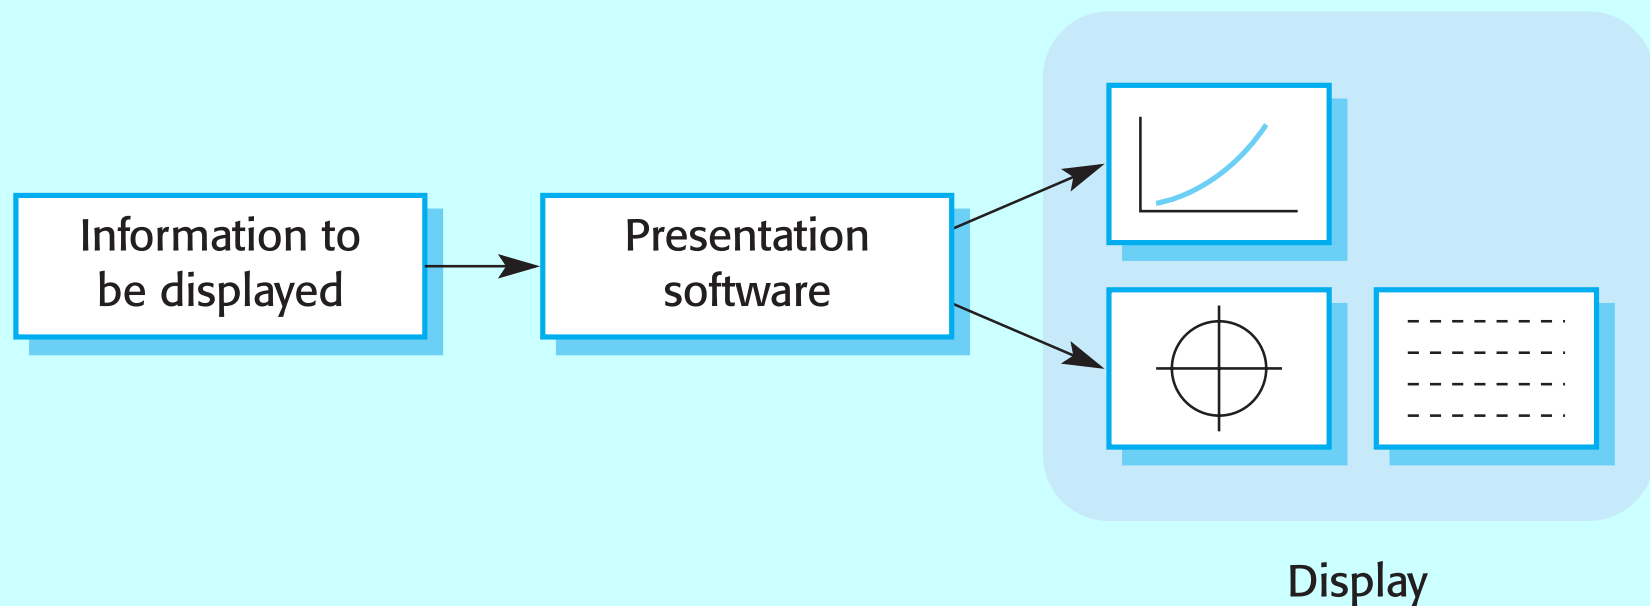 Information to
be displayed
Presentation
software
Display